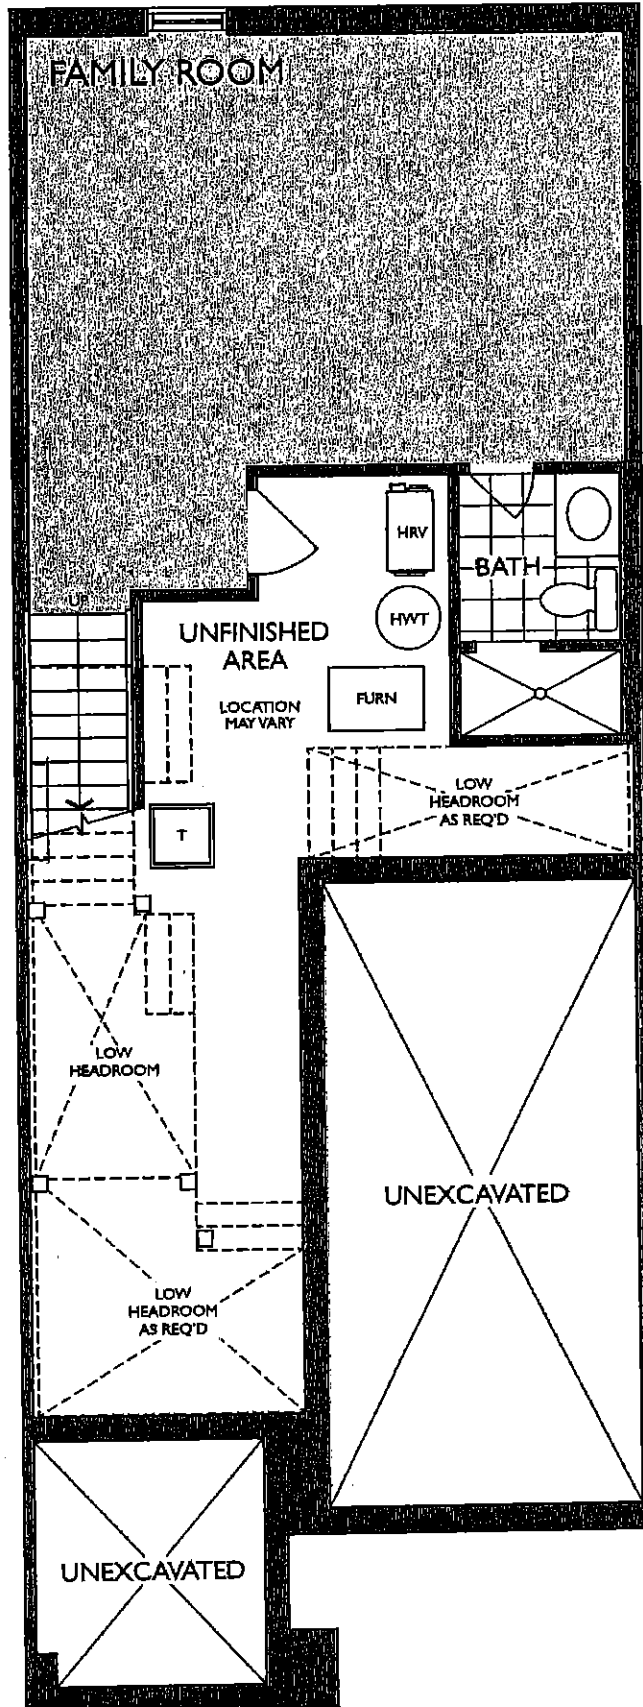 FAMILY ROOM
HRV
BATH
UP
HWT
UNFINISHED
AREA
LOCATION
MAY VARY
FURN
LOW
HEADROOM
AS REQ'D
T
LOW
HEADROOM
UNEXCAVATED
LOW
HEADROOM
AS REQ'D
UNEXCAVATED